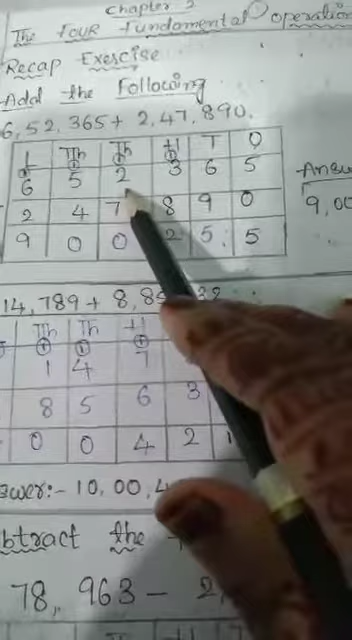 Chapter 2
The Four Fundamental operation
Recap Exercise
Add the Following
6,52,365 + 2,47,890.
L Th Th H T O
6 5 2 3 6 5
2 4 7 8 9 0
9 0 0 2 5 5
Answ
9,00
14,789 + 8,85
Th Th H
1 4 7
8 5 6 3
0 0 4 2
swer:- 10,00,4
btract the
78,963 - 2,